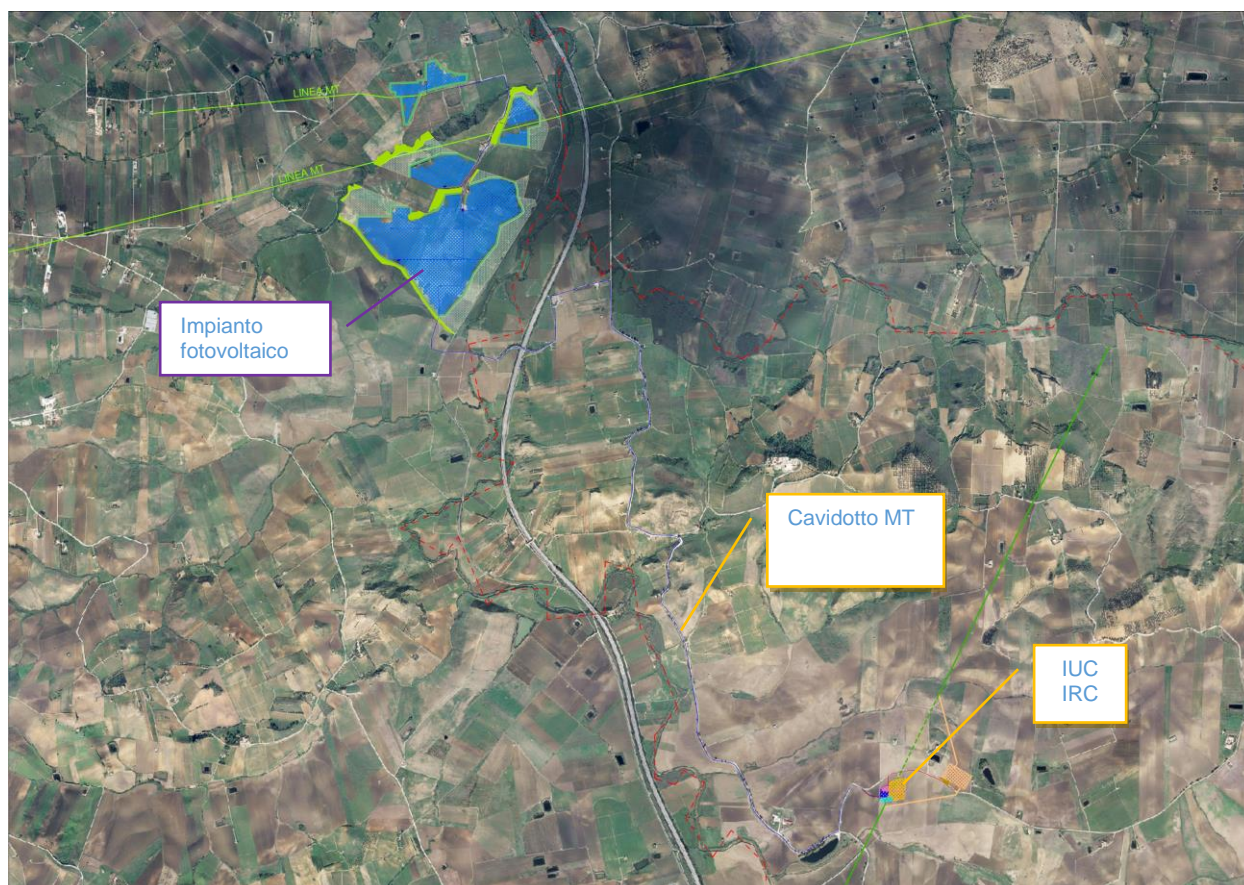 LINEA MT
LINEA MT
Impianto
fotovoltaico
Cavidotto MT
IUC
IRC